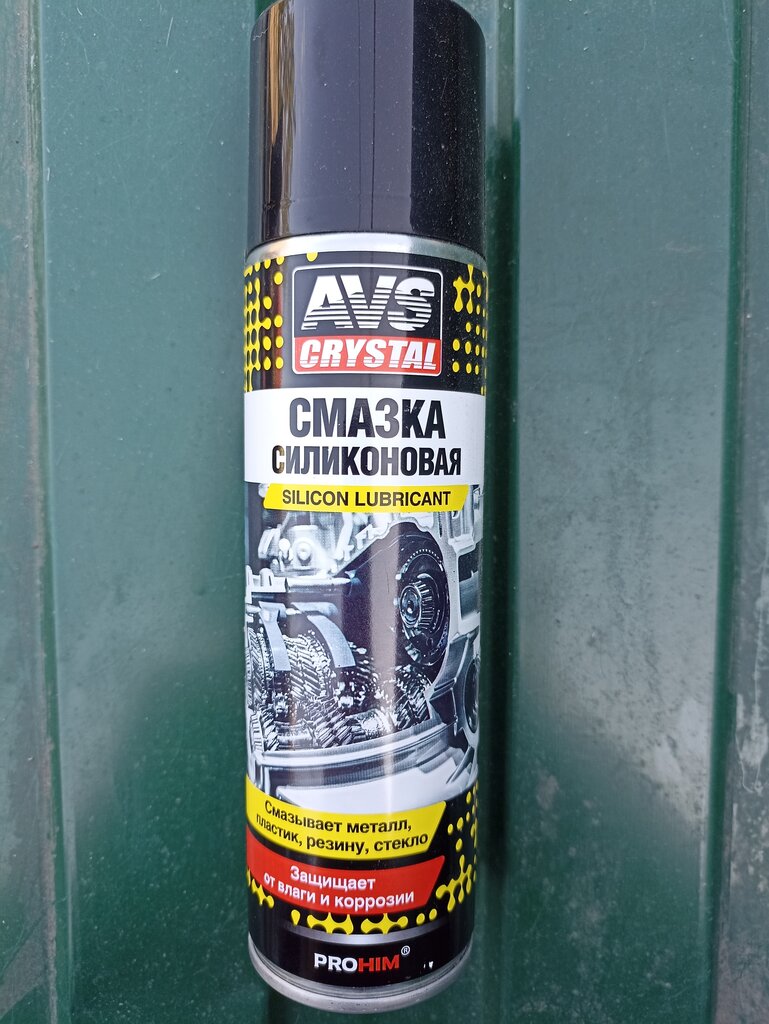 AVS
CRYSTAL
СМАЗКА
СИЛИКОНОВАЯ
SILICON LUBRICANT
Смазывает металл,
пластик, резину, стекло
Защищает
от влаги и коррозии
PROHIM®